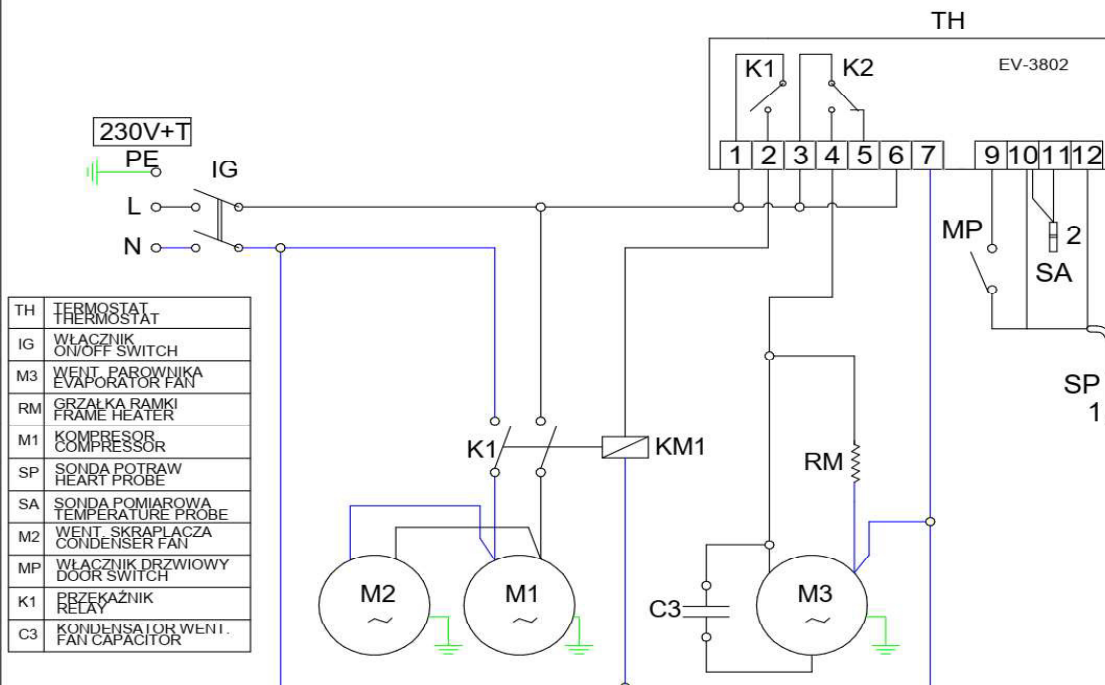 TH
K1
K2
EV-3802
230V+T
PE
IG
1 2 3 4 5 6 7 9 10 11 12
L
N
MP
2
SA
TH TERMOSTAT
THERMOSTAT
IG WŁĄCZNIK
ON/OFF SWITCH
M3 WENT. PAROWNIKA
EVAPORATOR FAN
RM GRZAŁKA RAMKI
FRAME HEATER
M1 KOMPRESOR
COMPRESSOR
SP SONDA POTRAW
HEART PROBE
SA SONDA POMIAROWA
TEMPERATURE PROBE
M2 WENT. SKRAPLACZA
CONDENSER FAN
MP WŁĄCZNIK DRZWIOWY
DOOR SWITCH
K1 PRZEKAŹNIK
RELAY
C3 KONDENSATOR WENT.
FAN CAPACITOR
SP
1
K1
KM1
RM
M2
M1
C3
M3